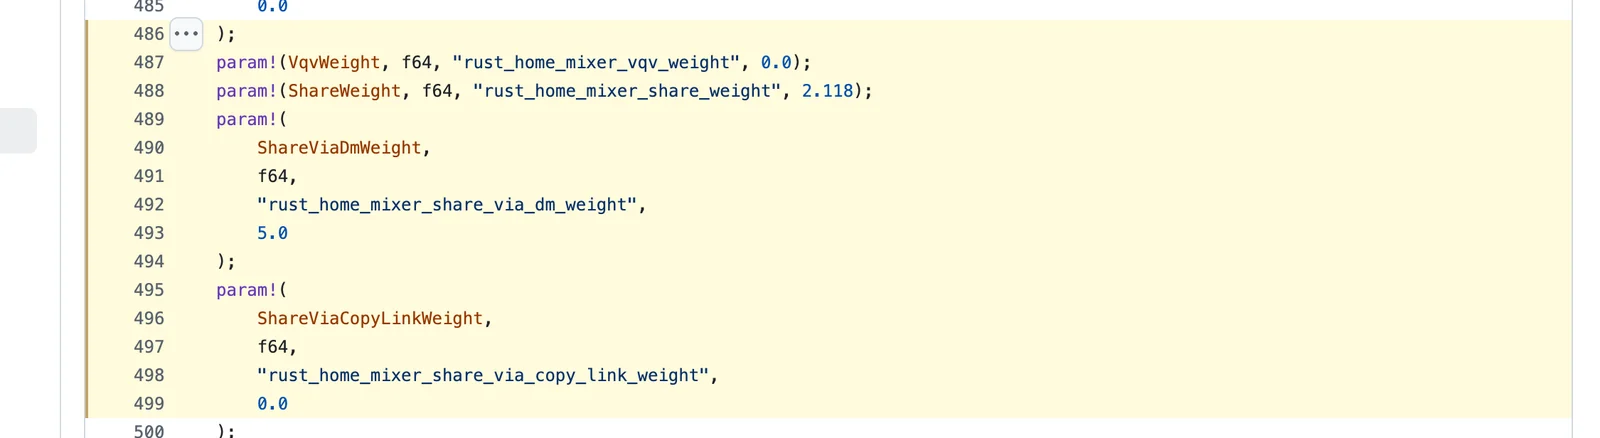 485 0.0
486 ··· );
487 param!(VqvWeight, f64, "rust_home_mixer_vqv_weight", 0.0);
488 param!(ShareWeight, f64, "rust_home_mixer_share_weight", 2.118);
489 param!(
490 ShareViaDmWeight,
491 f64,
492 "rust_home_mixer_share_via_dm_weight",
493 5.0
494 );
495 param!(
496 ShareViaCopyLinkWeight,
497 f64,
498 "rust_home_mixer_share_via_copy_link_weight",
499 0.0
500 );